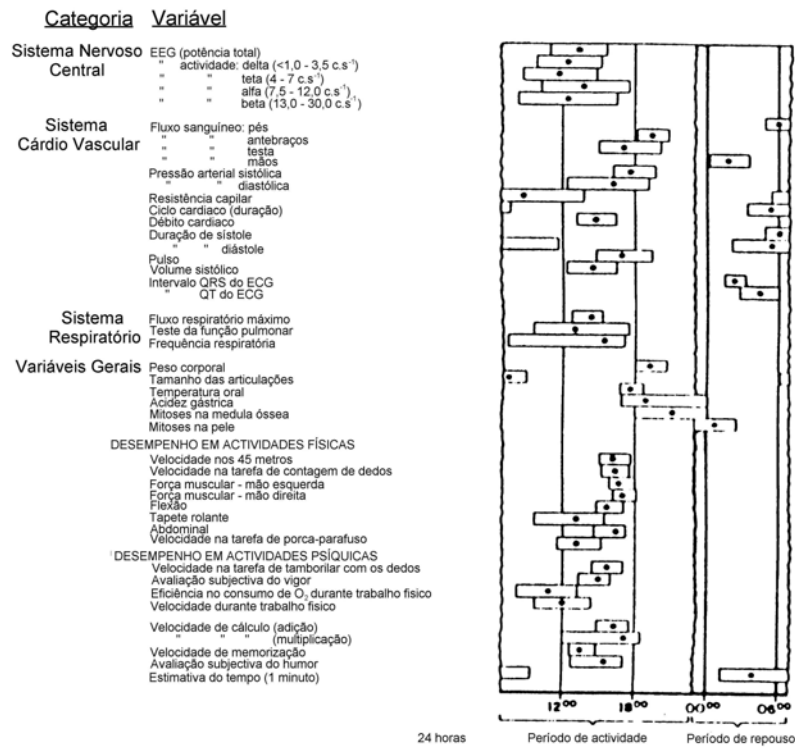 Categoria Variável
Sistema Nervoso Central
EEG (potência total)
" actividade: delta (<1,0 - 3,5 c.s⁻¹)
" " teta (4 - 7 c.s⁻¹)
" " alfa (7,5 - 12,0 c.s⁻¹)
" " beta (13,0 - 30,0 c.s⁻¹)
Sistema Cárdio Vascular
Fluxo sanguíneo: pés
" " antebraços
" " testa
" " mãos
Pressão arterial sistólica
" " diastólica
Resistência capilar
Ciclo cardiaco (duração)
Débito cardiaco
Duração de sístole
" " diástole
Pulso
Volume sistólico
Intervalo QRS do ECG
" QT do ECG
Sistema Respiratório
Fluxo respiratório máximo
Teste da função pulmonar
Frequência respiratória
Variáveis Gerais
Peso corporal
Tamanho das articulações
Temperatura oral
Ácidez gástrica
Mitoses na medula óssea
Mitoses na pele
DESEMPENHO EM ACTIVIDADES FÍSICAS
Velocidade nos 45 metros
Velocidade na tarefa de contagem de dedos
Força muscular - mão esquerda
Força muscular - mão direita
Flexão
Tapete rolante
Abdominal
Velocidade na tarefa de porca-parafuso
DESEMPENHO EM ACTIVIDADES PSÍQUICAS
Velocidade na tarefa de tamborilar com os dedos
Avaliação subjectiva do vigor
Eficiência no consumo de O₂ durante trabalho fisico
Velocidade durante trabalho fisico
Velocidade de cálculo (adição)
" " " (multiplicação)
Velocidade de memorização
Avaliação subjectiva do humor
Estimativa do tempo (1 minuto)
12⁰⁰ 18⁰⁰ 00⁰⁰ 06⁰⁰
24 horas Período de actividade Período de repouso